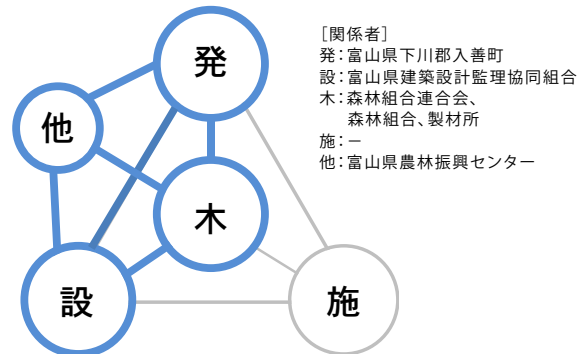 発
他
木
設
施
[関係者]
発：富山県下川郡入善町
設：富山県建築設計監理協同組合
木：森林組合連合会、
森林組合、製材所
施：－
他：富山県農林振興センター